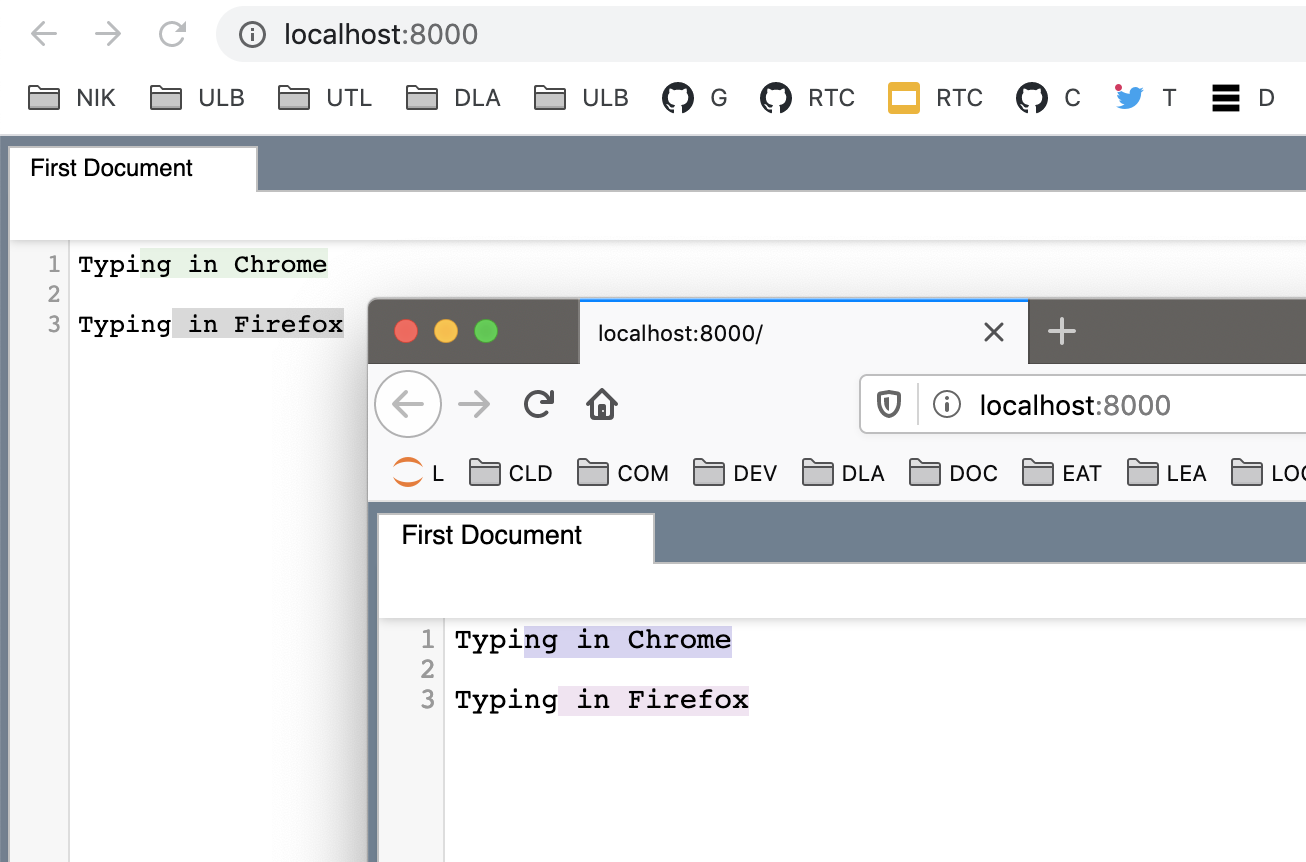 localhost:8000
NIK ULB UTL DLA ULB G RTC RTC C T D
First Document
1 Typing in Chrome
2
3 Typing in Firefox
localhost:8000/
localhost:8000
L CLD COM DEV DLA DOC EAT LEA LOC
First Document
1 Typing in Chrome
2
3 Typing in Firefox